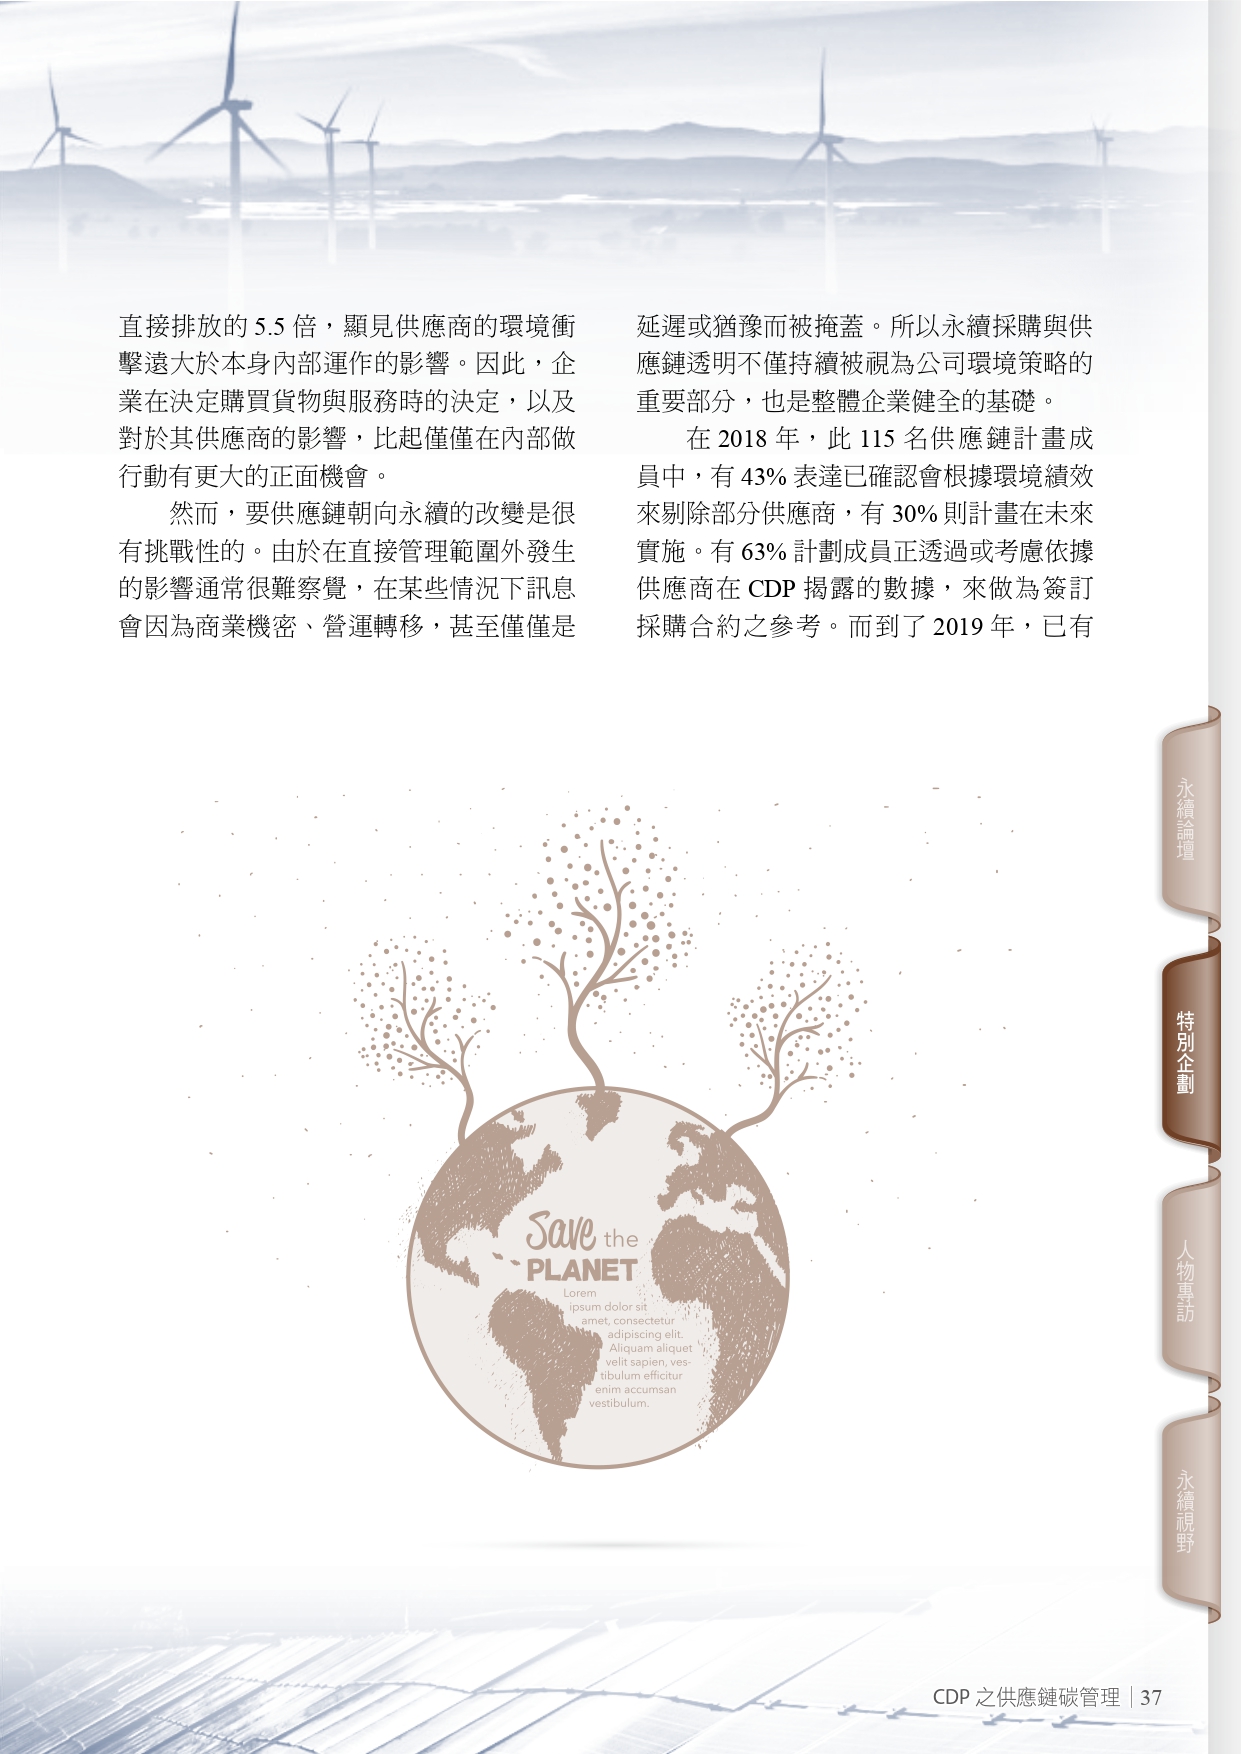 直接排放的 5.5 倍，顯見供應商的環境衝
擊遠大於本身內部運作的影響。因此，企
業在決定購買貨物與服務時的決定，以及
對於其供應商的影響，比起僅僅在內部做
行動有更大的正面機會。
然而，要供應鏈朝向永續的改變是很
有挑戰性的。由於在直接管理範圍外發生
的影響通常很難察覺，在某些情況下訊息
會因為商業機密、營運轉移，甚至僅僅是
延遲或猶豫而被掩蓋。所以永續採購與供
應鏈透明不僅持續被視為公司環境策略的
重要部分，也是整體企業健全的基礎。
在 2018 年，此 115 名供應鏈計畫成
員中，有 43% 表達已確認會根據環境績效
來剔除部分供應商，有 30% 則計畫在未來
實施。有 63% 計劃成員正透過或考慮依據
供應商在 CDP 揭露的數據，來做為簽訂
採購合約之參考。而到了 2019 年，已有
Save the
PLANET
Lorem
ipsum dolor sit
amet, consectetur
adipiscing elit.
Aliquam aliquet
velit sapien, ves-
tibulum efficitur
enim accumsan
vestibulum.
永續論壇
特別企劃
人物專訪
永續視野
CDP 之供應鏈碳管理 | 37